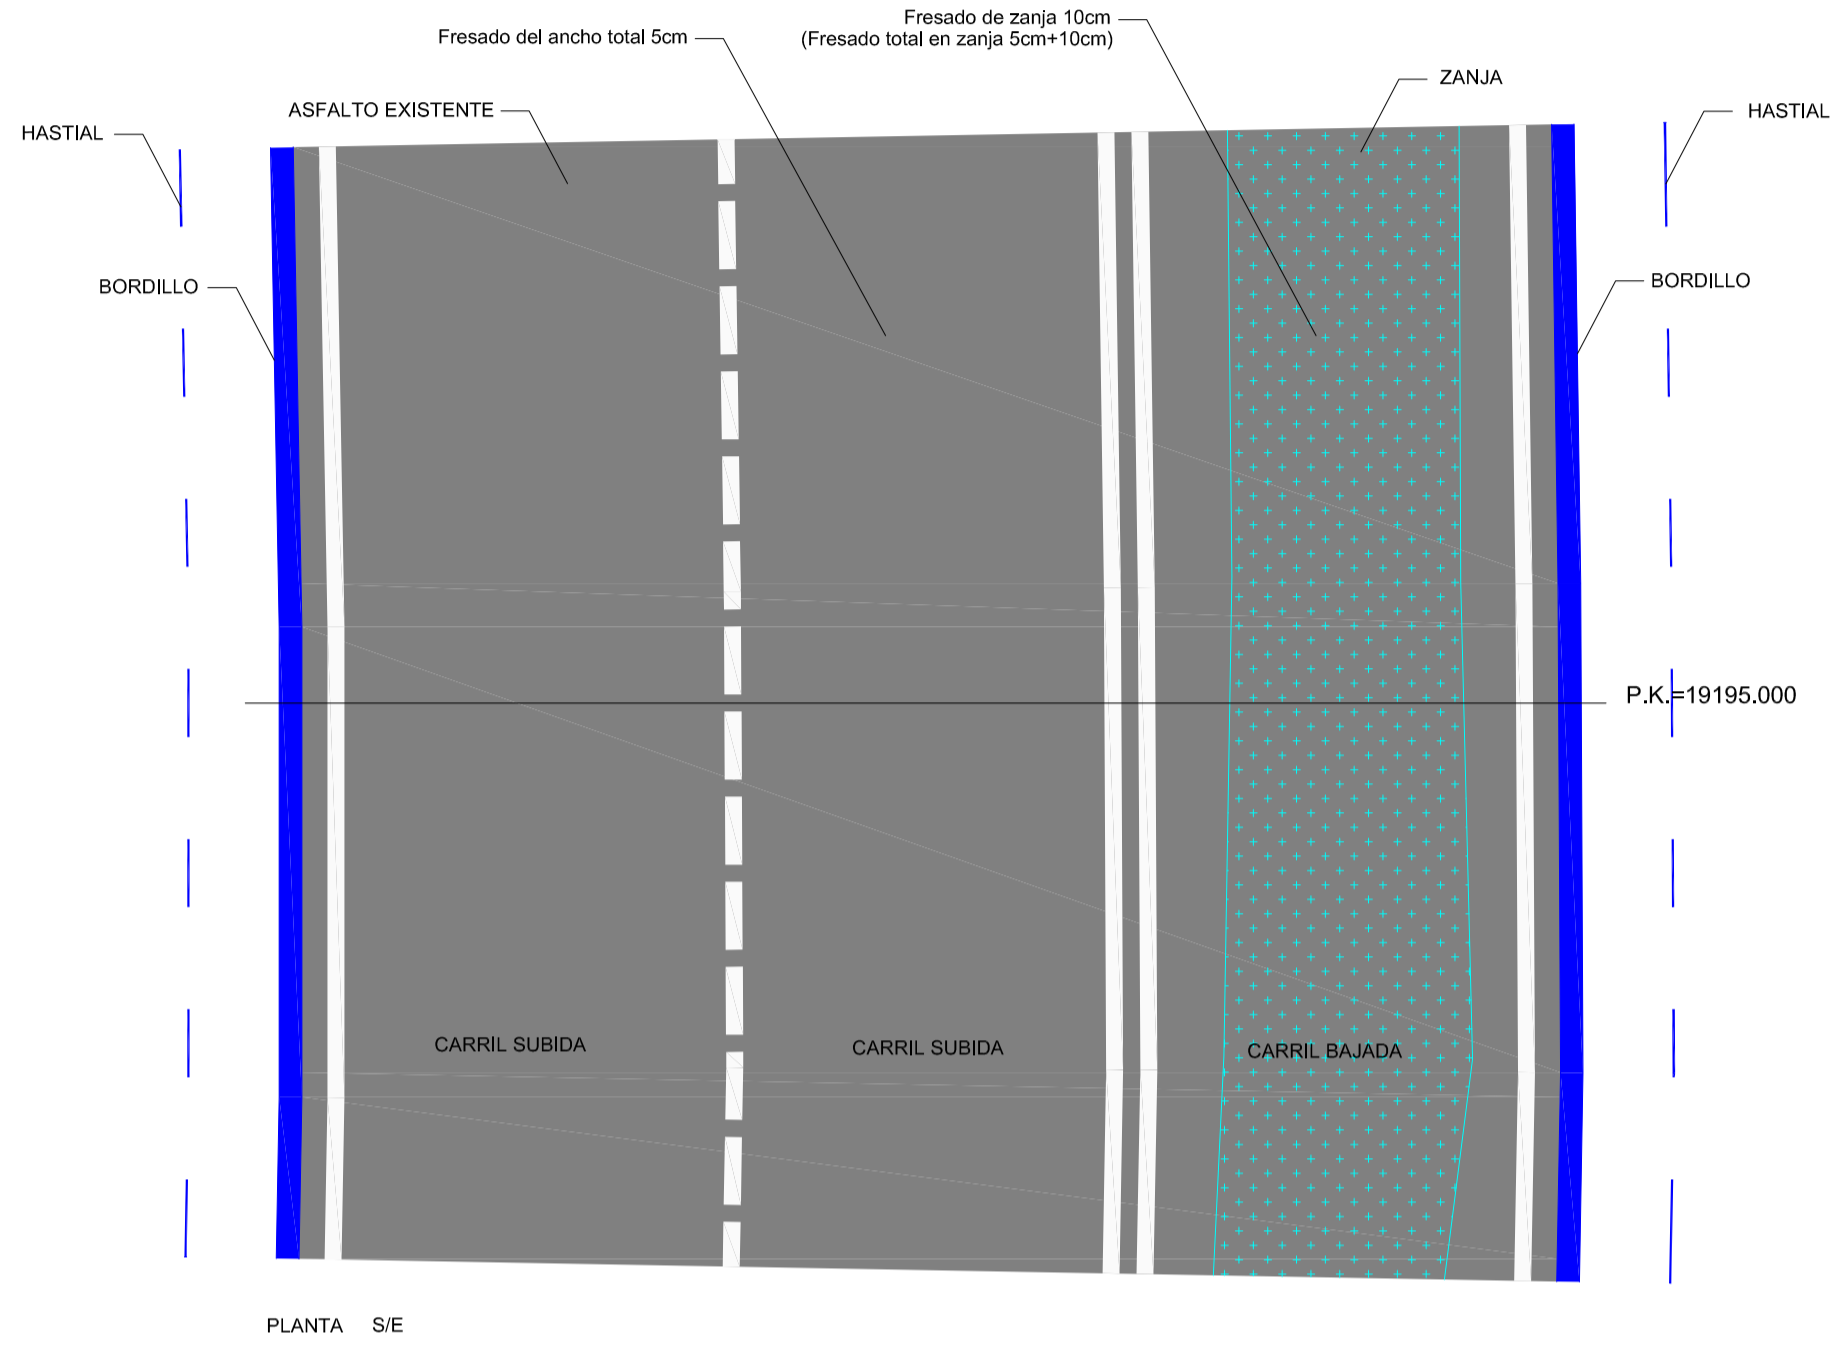 Fresado de zanja 10cm
(Fresado total en zanja 5cm+10cm)
Fresado del ancho total 5cm
ZANJA
ASFALTO EXISTENTE
HASTIAL
HASTIAL
BORDILLO
BORDILLO
P.K.=19195.000
CARRIL SUBIDA
CARRIL SUBIDA
CARRIL BAJADA
PLANTA S/E